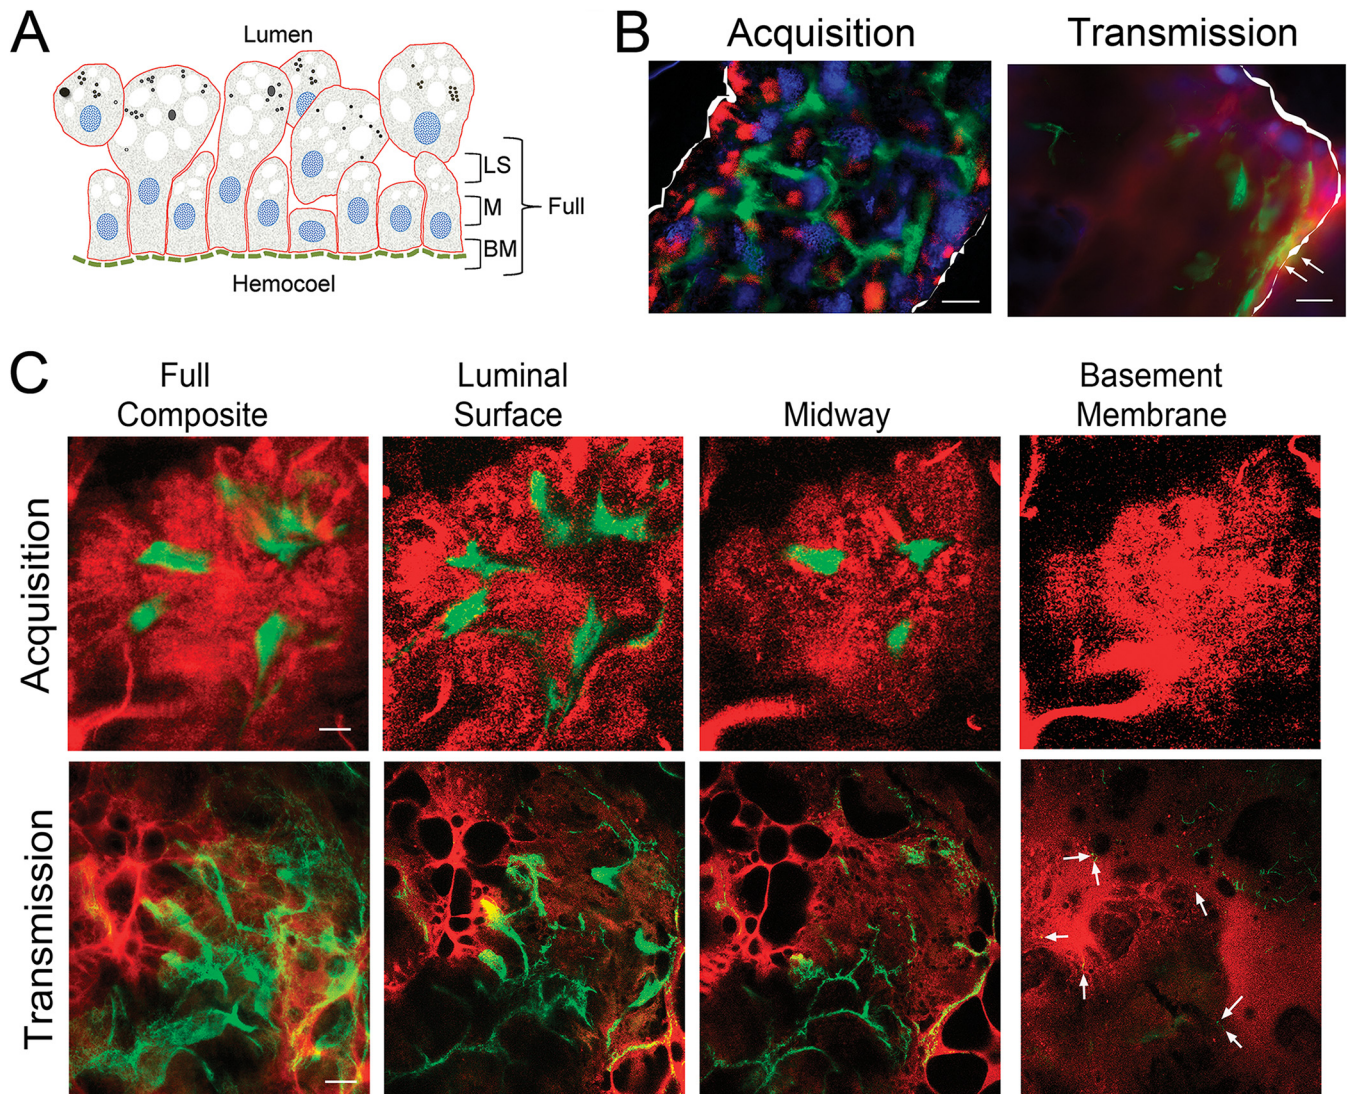 A
Lumen
LS
M
Full
BM
Hemocoel
B
Acquisition
Transmission
C
Full
Composite
Luminal
Surface
Midway
Basement
Membrane
Acquisition
Transmission